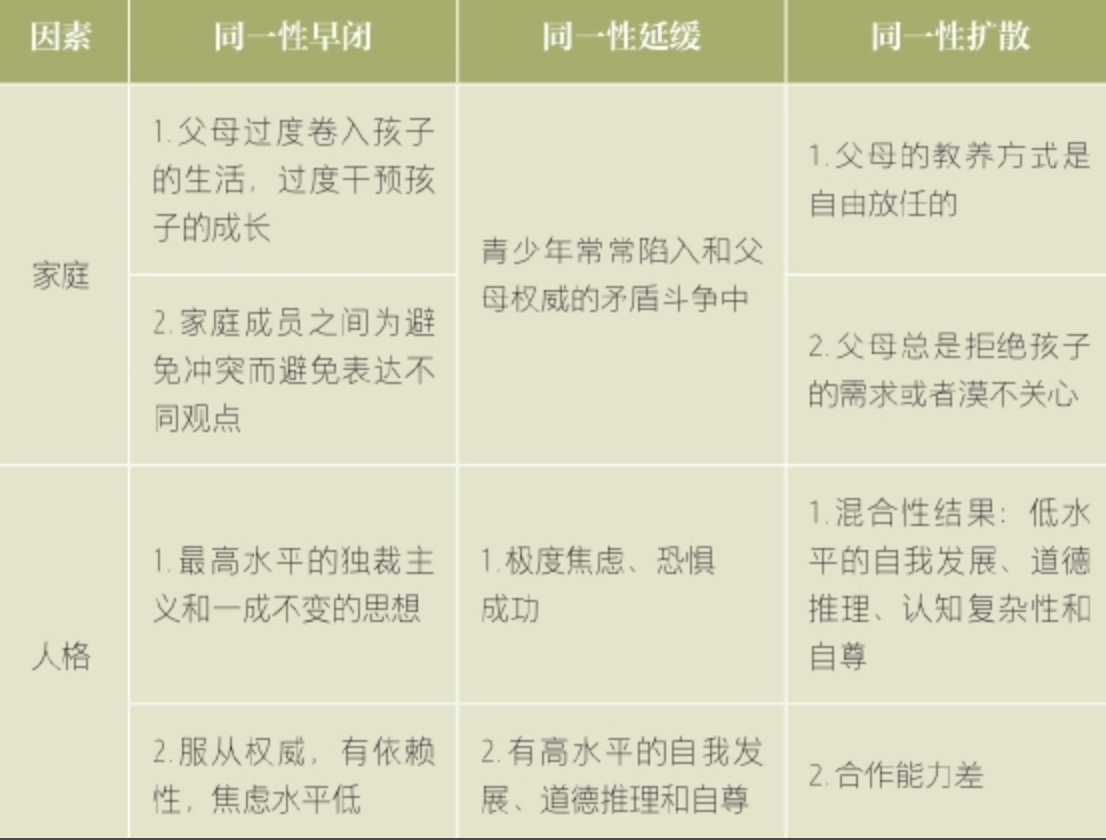 因素
同一性早闭
同一性延缓
同一性扩散
家庭
1.父母过度卷入孩子
的生活，过度干预孩
子的成长
2.家庭成员之间为避
免冲突而避免表达不
同观点
青少年常常陷入和父
母权威的矛盾斗争中
1.父母的教养方式是
自由放任的
2.父母总是拒绝孩子
的需求或者漠不关心
人格
1.最高水平的独裁主
义和一成不变的思想
1.极度焦虑、恐惧
成功
1.混合性结果：低水
平的自我发展、道德
推理、认知复杂性和
自尊
2.服从权威，有依赖
性，焦虑水平低
2.有高水平的自我发
展、道德推理和自尊
2.合作能力差